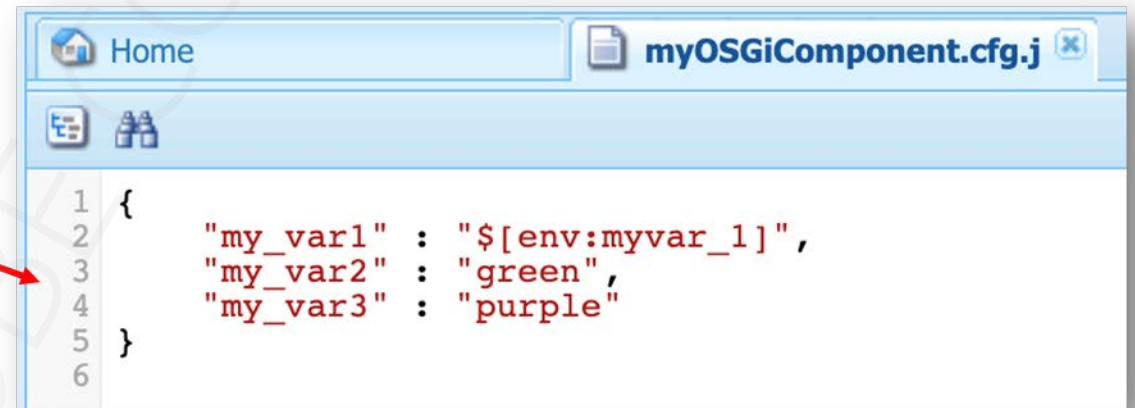 Home
myOSGiComponent.cfg.j
1 {
2 "my_var1" : "$[env:myvar_1]",
3 "my_var2" : "green",
4 "my_var3" : "purple"
5 }
6